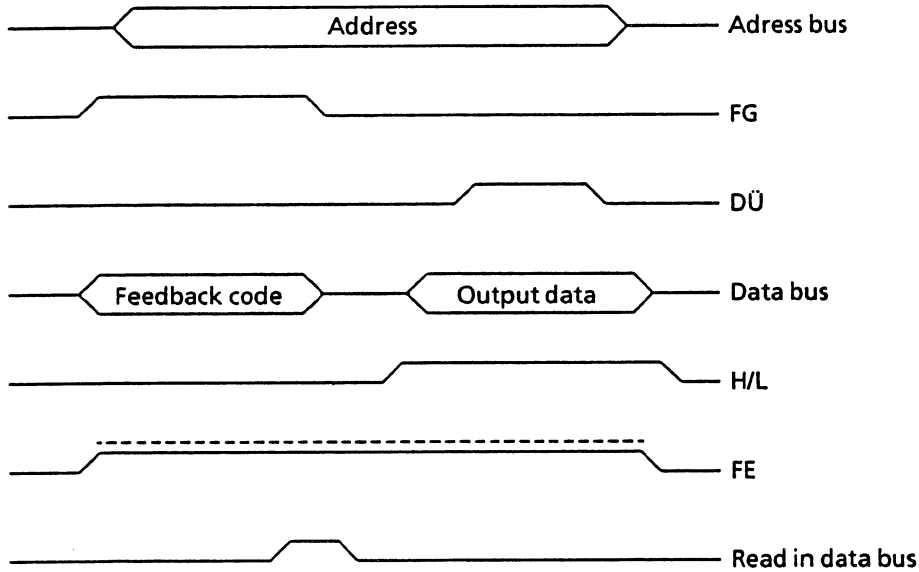 Address
Adress bus
FG
DÜ
Feedback code
Output data
Data bus
H/L
FE
Read in data bus